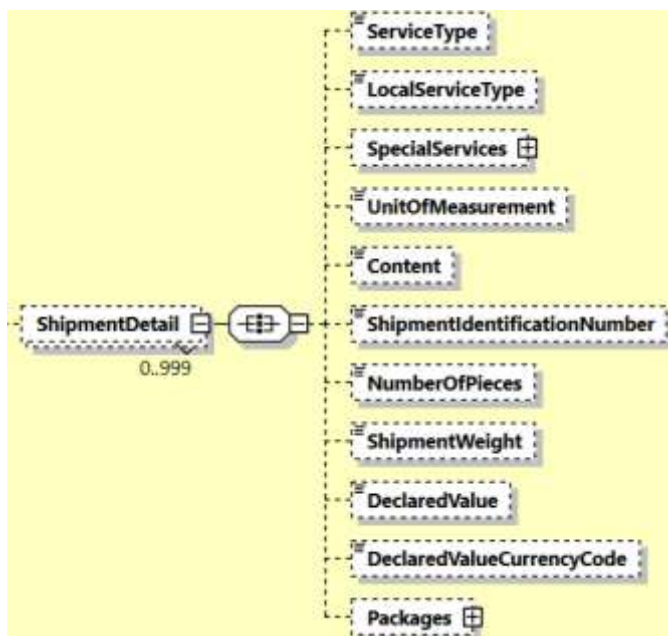 ServiceType
LocalServiceType
SpecialServices
UnitOfMeasurement
Content
ShipmentDetail
0..999
ShipmentIdentificationNumber
NumberOfPieces
ShipmentWeight
DeclaredValue
DeclaredValueCurrencyCode
Packages